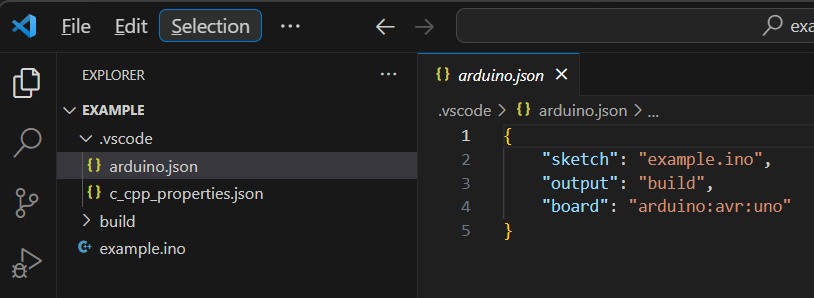 File Edit Selection ···
exa
EXPLORER ···
EXAMPLE
.vscode
{} arduino.json
{} c_cpp_properties.json
build
example.ino
{} arduino.json ×
.vscode > {} arduino.json > ...
1 {
2 "sketch": "example.ino",
3 "output": "build",
4 "board": "arduino:avr:uno"
5 }